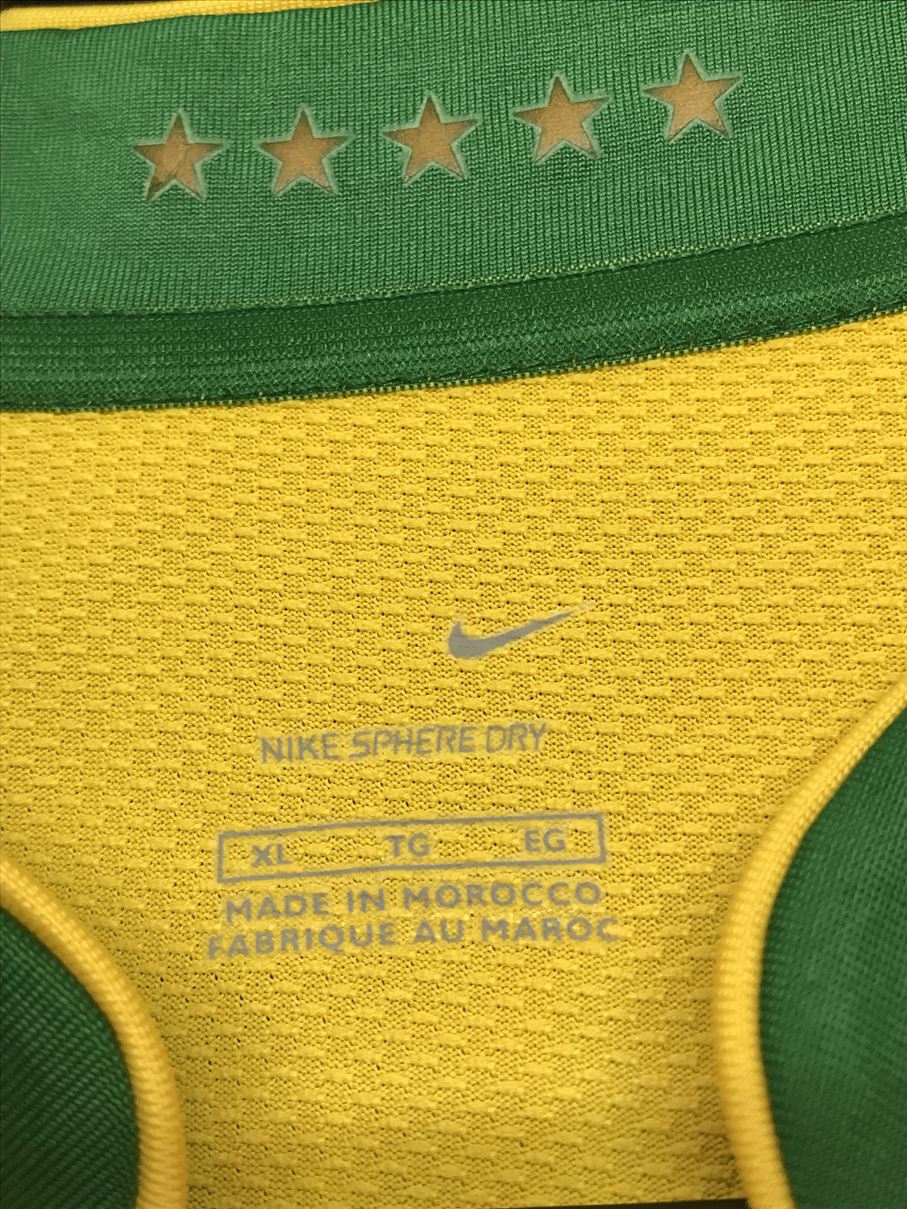 NIKE SPHERE DRY
XL TG EG
MADE IN MOROCCO
FABRIQUE AU MAROC